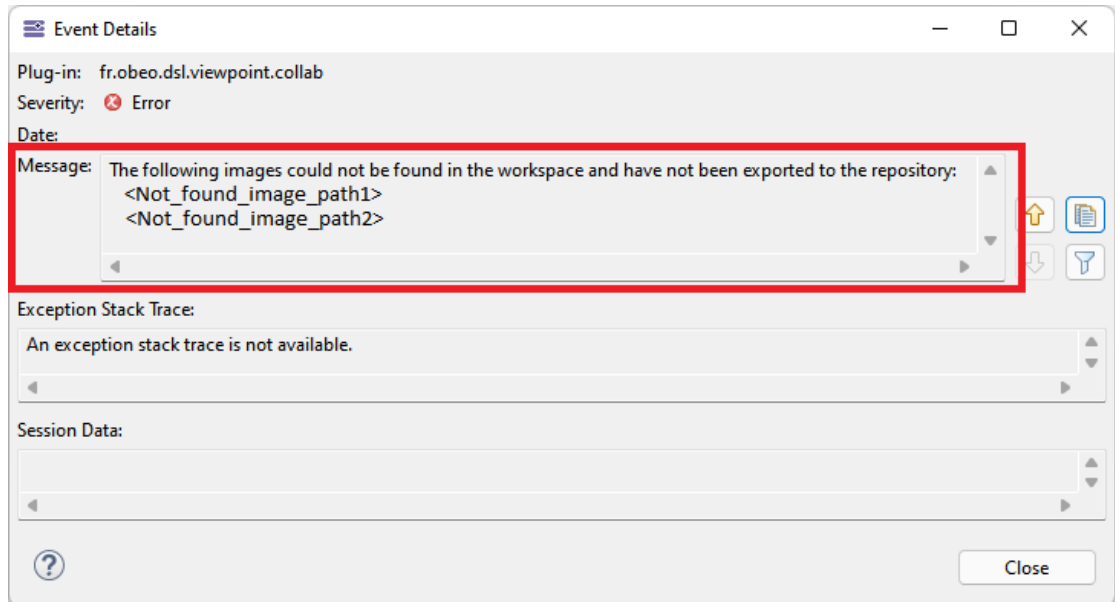 Event Details
Plug-in: fr.obeo.dsl.viewpoint.collab
Severity: Error
Date:
Message: The following images could not be found in the workspace and have not been exported to the repository:
<Not_found_image_path1>
<Not_found_image_path2>
Exception Stack Trace:
An exception stack trace is not available.
Session Data:
Close